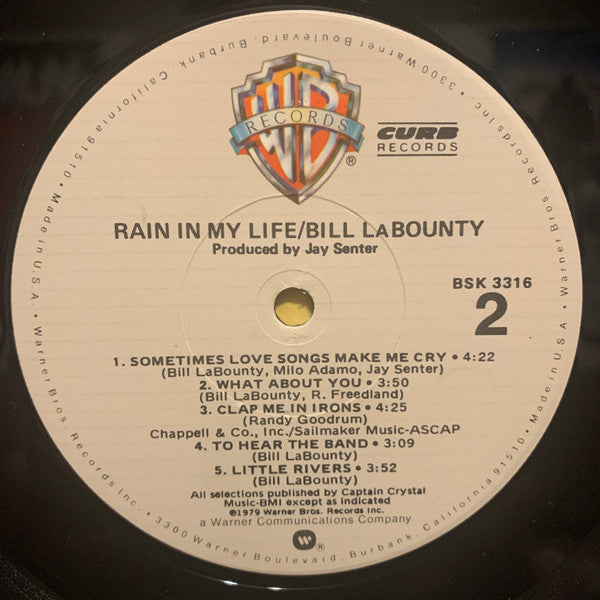 3300 Warner Boulevard. Burbank, California 91510 • Made in U.S.A. • Warner Bros. Records Inc. • 3300 Warner Boulevard, Burbank, California 91510 • Made in U.S.A. • Warner Bros. Records Inc. •
WB
RECORDS
®
CURB
RECORDS
RAIN IN MY LIFE/BILL LABOUNTY
Produced by Jay Senter
BSK 3316
2
1. SOMETIMES LOVE SONGS MAKE ME CRY • 4:22
(Bill LaBounty, Milo Adamo, Jay Senter)
2. WHAT ABOUT YOU • 3:50
(Bill LaBounty, R. Freedland)
3. CLAP ME IN IRONS • 4:25
(Randy Goodrum)
Chappell & Co., Inc./Sailmaker Music-ASCAP
4. TO HEAR THE BAND • 3:09
(Bill LaBounty)
5. LITTLE RIVERS • 3:52
(Bill LaBounty)
All selections published by Captain Crystal
Music-BMI except as indicated
℗1979 Warner Bros. Records Inc.
a Warner Communications Company
W ®